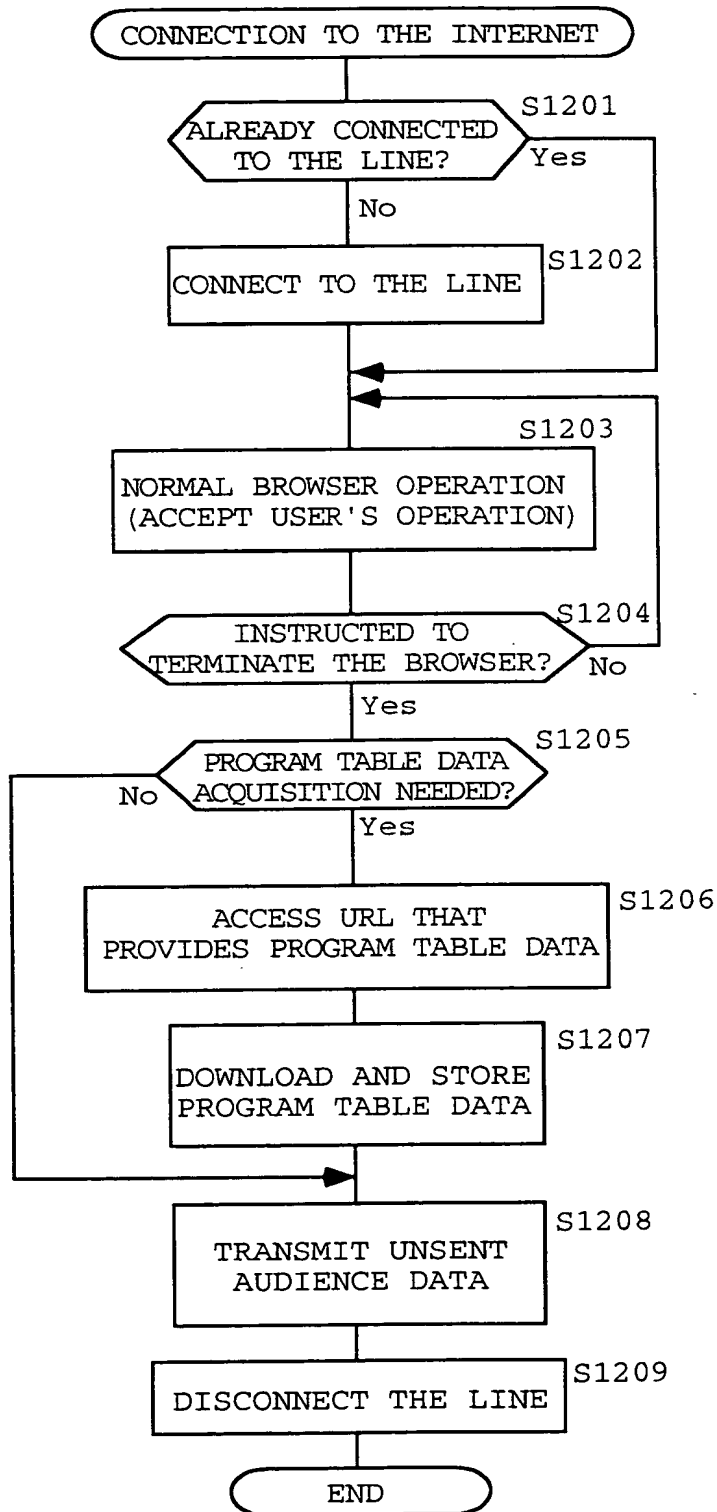 CONNECTION TO THE INTERNET
S1201
ALREADY CONNECTED
TO THE LINE?
Yes
No
S1202
CONNECT TO THE LINE
S1203
NORMAL BROWSER OPERATION
(ACCEPT USER'S OPERATION)
S1204
INSTRUCTED TO
TERMINATE THE BROWSER?
No
Yes
S1205
PROGRAM TABLE DATA
ACQUISITION NEEDED?
No
Yes
S1206
ACCESS URL THAT
PROVIDES PROGRAM TABLE DATA
S1207
DOWNLOAD AND STORE
PROGRAM TABLE DATA
S1208
TRANSMIT UNSENT
AUDIENCE DATA
S1209
DISCONNECT THE LINE
END